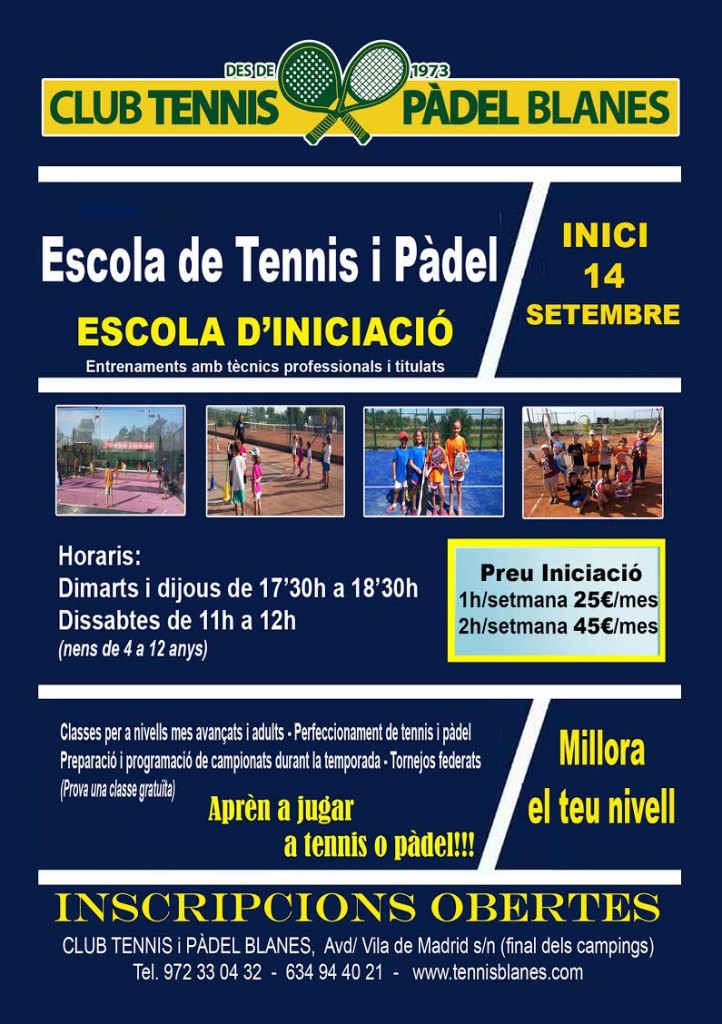 DES DE 1973
CLUB TENNIS PÀDEL BLANES
Escola de Tennis i Pàdel
ESCOLA D'INICIACIÓ
Entrenaments amb tècnics professionals i titulats
INICI
14
SETEMBRE
Horaris:
Dimarts i dijous de 17'30h a 18'30h
Dissabtes de 11h a 12h
(nens de 4 a 12 anys)
Preu Iniciació
1h/setmana 25€/mes
2h/setmana 45€/mes
Classes per a nivells mes avançats i adults - Perfeccionament de tennis i pàdel
Preparació i programació de campionats durant la temporada - Tornejos federats
(Prova una classe gratuïta)
Aprèn a jugar
a tennis o pàdel!!!
Millora
el teu nivell
INSCRIPCIONS OBERTES
CLUB TENNIS i PÀDEL BLANES, Avd/ Vila de Madrid s/n (final dels campings)
Tel. 972 33 04 32 - 634 94 40 21 - www.tennisblanes.com